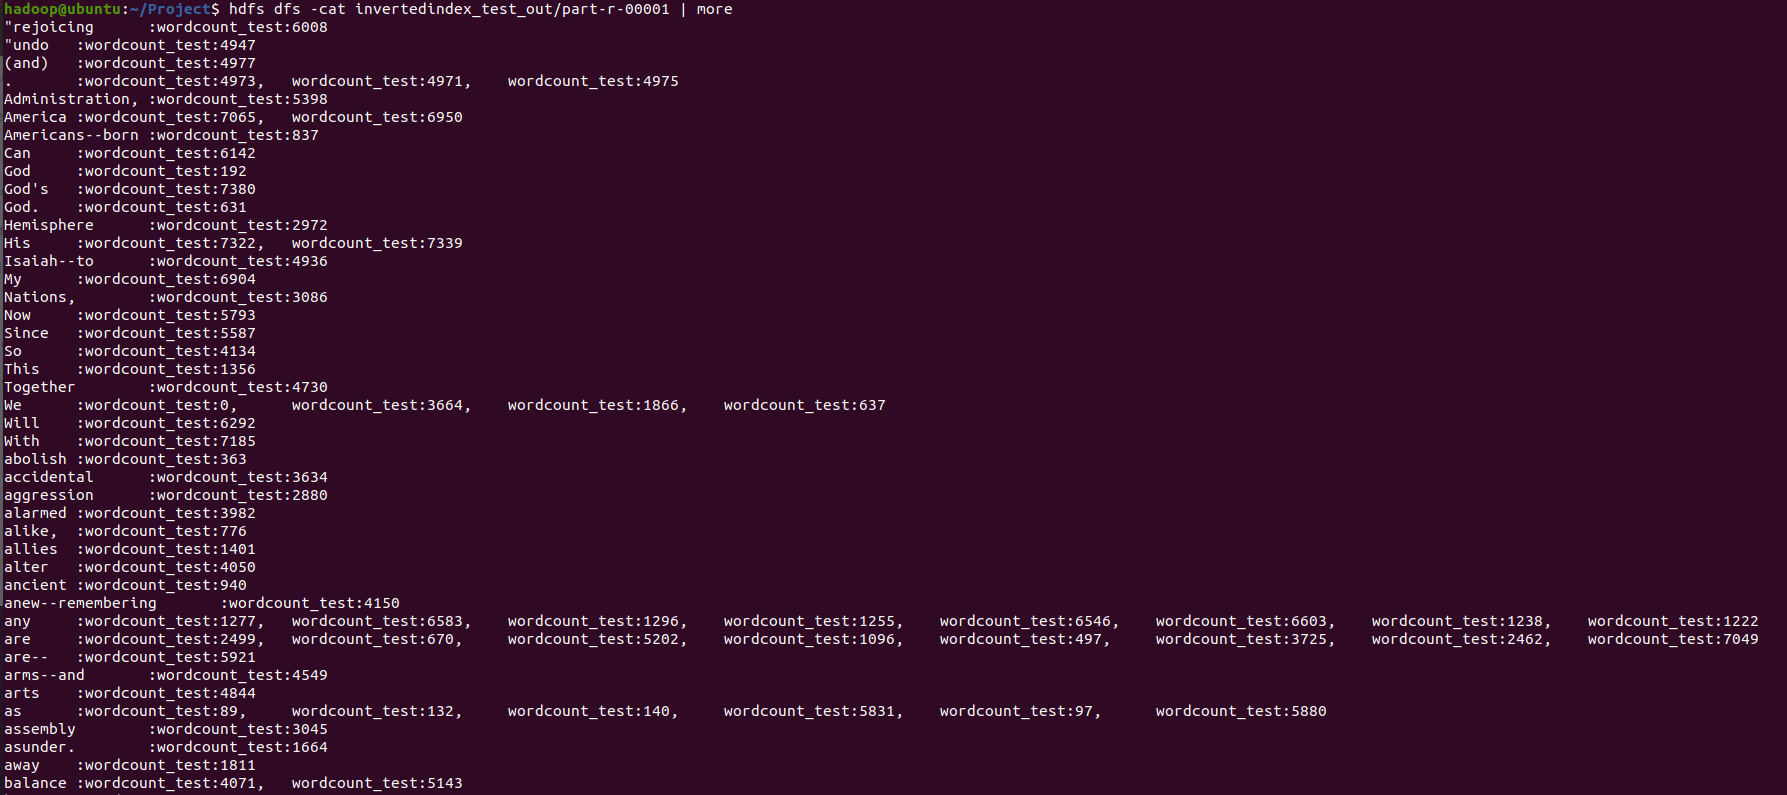 hadoop@ubuntu:~/Project$ hdfs dfs -cat invertedindex_test_out/part-r-00001 | more
"rejoicing :wordcount_test:6008
"undo :wordcount_test:4947
(and) :wordcount_test:4977
. :wordcount_test:4973, wordcount_test:4971, wordcount_test:4975
Administration, :wordcount_test:5398
America :wordcount_test:7065, wordcount_test:6950
Americans--born :wordcount_test:837
Can :wordcount_test:6142
God :wordcount_test:192
God's :wordcount_test:7380
God. :wordcount_test:631
Hemisphere :wordcount_test:2972
His :wordcount_test:7322, wordcount_test:7339
Isaiah--to :wordcount_test:4936
My :wordcount_test:6904
Nations, :wordcount_test:3086
Now :wordcount_test:5793
Since :wordcount_test:5587
So :wordcount_test:4134
This :wordcount_test:1356
Together :wordcount_test:4730
We :wordcount_test:0, wordcount_test:3664, wordcount_test:1866, wordcount_test:637
Will :wordcount_test:6292
With :wordcount_test:7185
abolish :wordcount_test:363
accidental :wordcount_test:3634
aggression :wordcount_test:2880
alarmed :wordcount_test:3982
alike, :wordcount_test:776
allies :wordcount_test:1401
alter :wordcount_test:4050
ancient :wordcount_test:940
anew--remembering :wordcount_test:4150
any :wordcount_test:1277, wordcount_test:6583, wordcount_test:1296, wordcount_test:1255, wordcount_test:6546, wordcount_test:6603, wordcount_test:1238, wordcount_test:1222
are :wordcount_test:2499, wordcount_test:670, wordcount_test:5202, wordcount_test:1096, wordcount_test:497, wordcount_test:3725, wordcount_test:2462, wordcount_test:7049
are-- :wordcount_test:5921
arms--and :wordcount_test:4549
arts :wordcount_test:4844
as :wordcount_test:89, wordcount_test:132, wordcount_test:140, wordcount_test:5831, wordcount_test:97, wordcount_test:5880
assembly :wordcount_test:3045
asunder. :wordcount_test:1664
away :wordcount_test:1811
balance :wordcount_test:4071, wordcount_test:5143